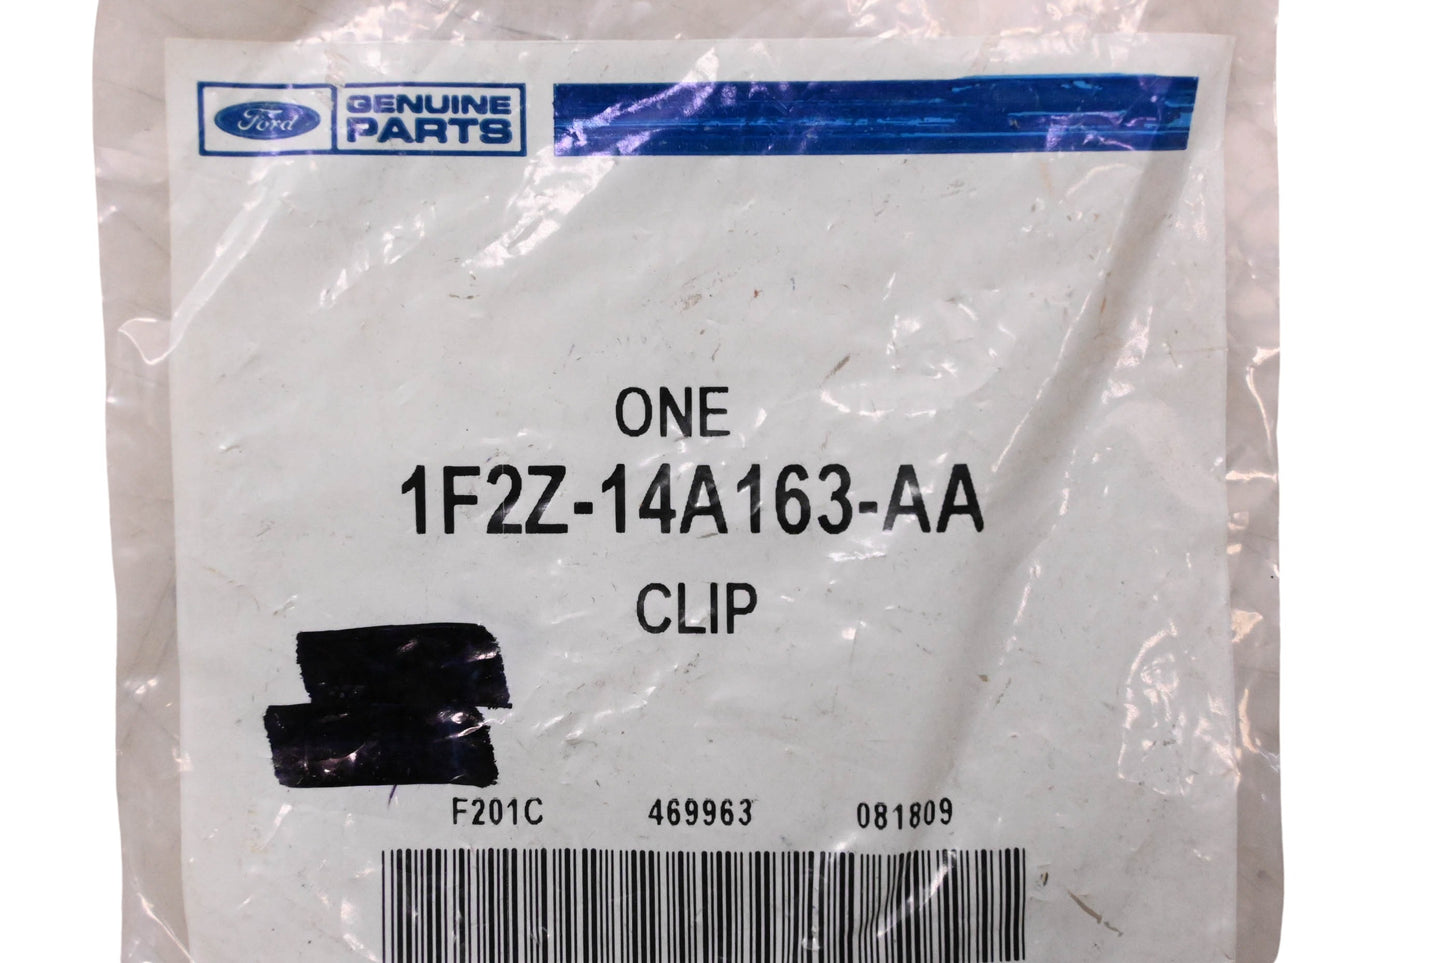 Ford
GENUINE
PARTS
ONE
1F2Z-14A163-AA
CLIP
F201C 469963 081809